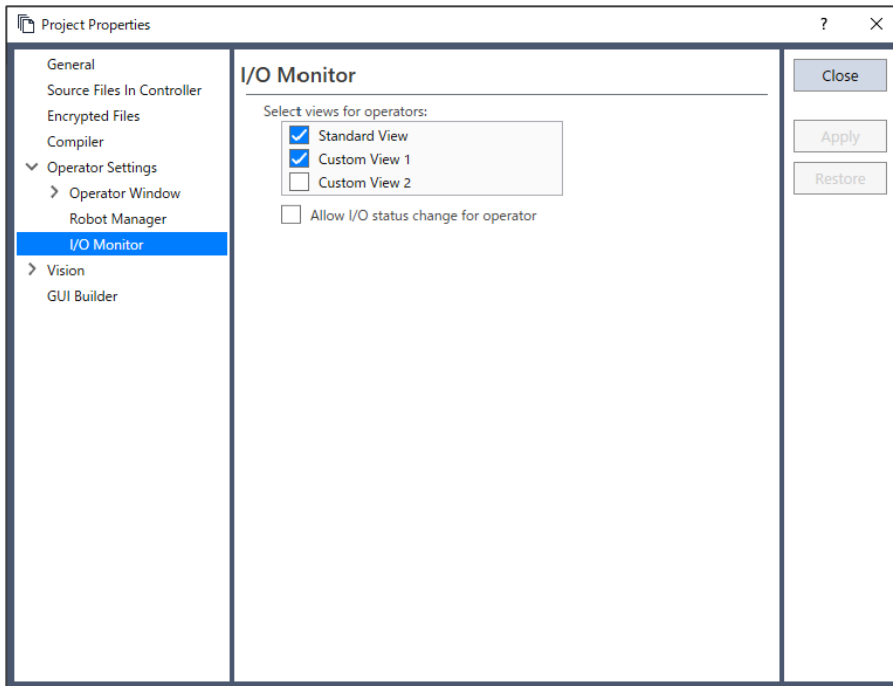 Project Properties
?
General
Source Files In Controller
Encrypted Files
Compiler
Operator Settings
Operator Window
Robot Manager
I/O Monitor
Vision
GUI Builder
I/O Monitor
Select views for operators:
Standard View
Custom View 1
Custom View 2
Allow I/O status change for operator
Close
Apply
Restore